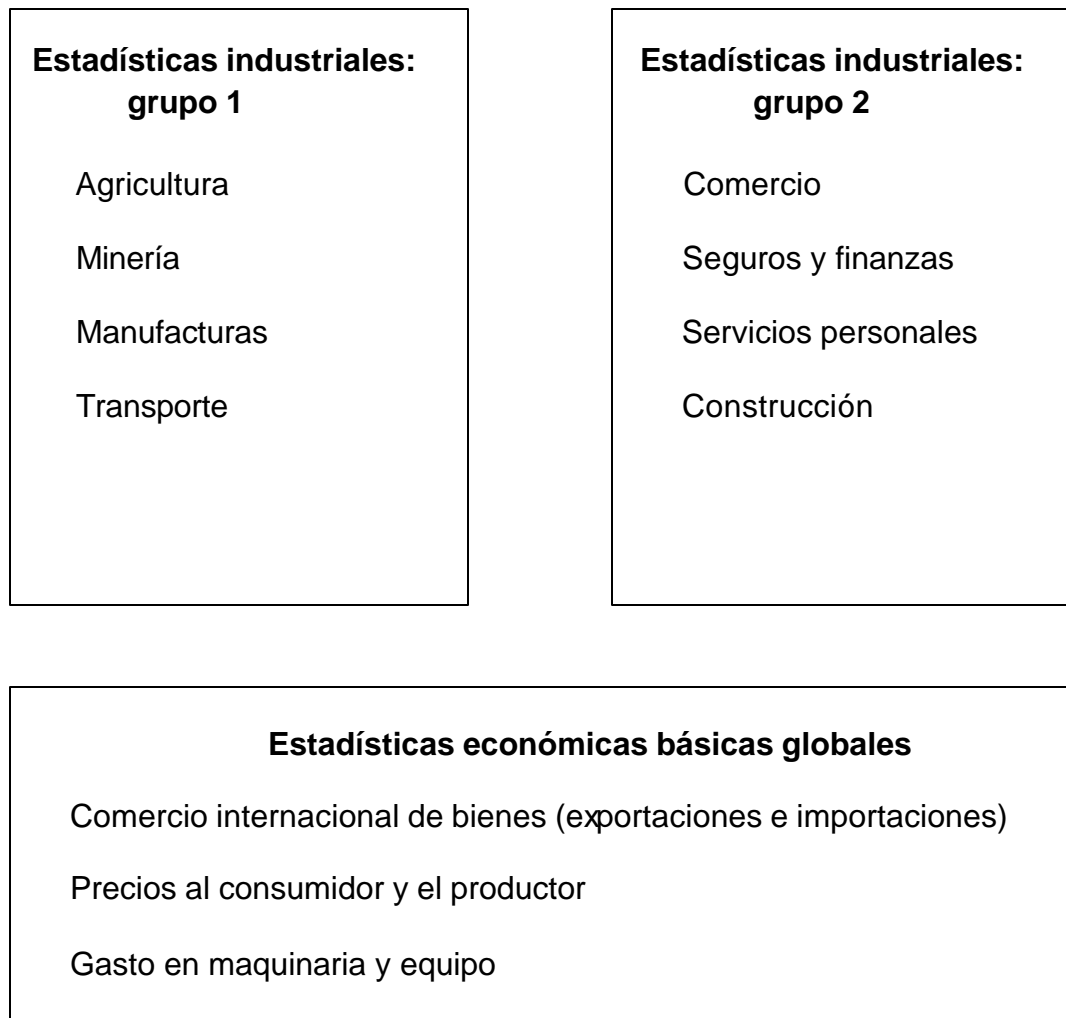 Estadísticas industriales:
grupo 1
Agricultura
Minería
Manufacturas
Transporte
Estadísticas industriales:
grupo 2
Comercio
Seguros y finanzas
Servicios personales
Construcción
Estadísticas económicas básicas globales
Comercio internacional de bienes (exportaciones e importaciones)
Precios al consumidor y el productor
Gasto en maquinaria y equipo